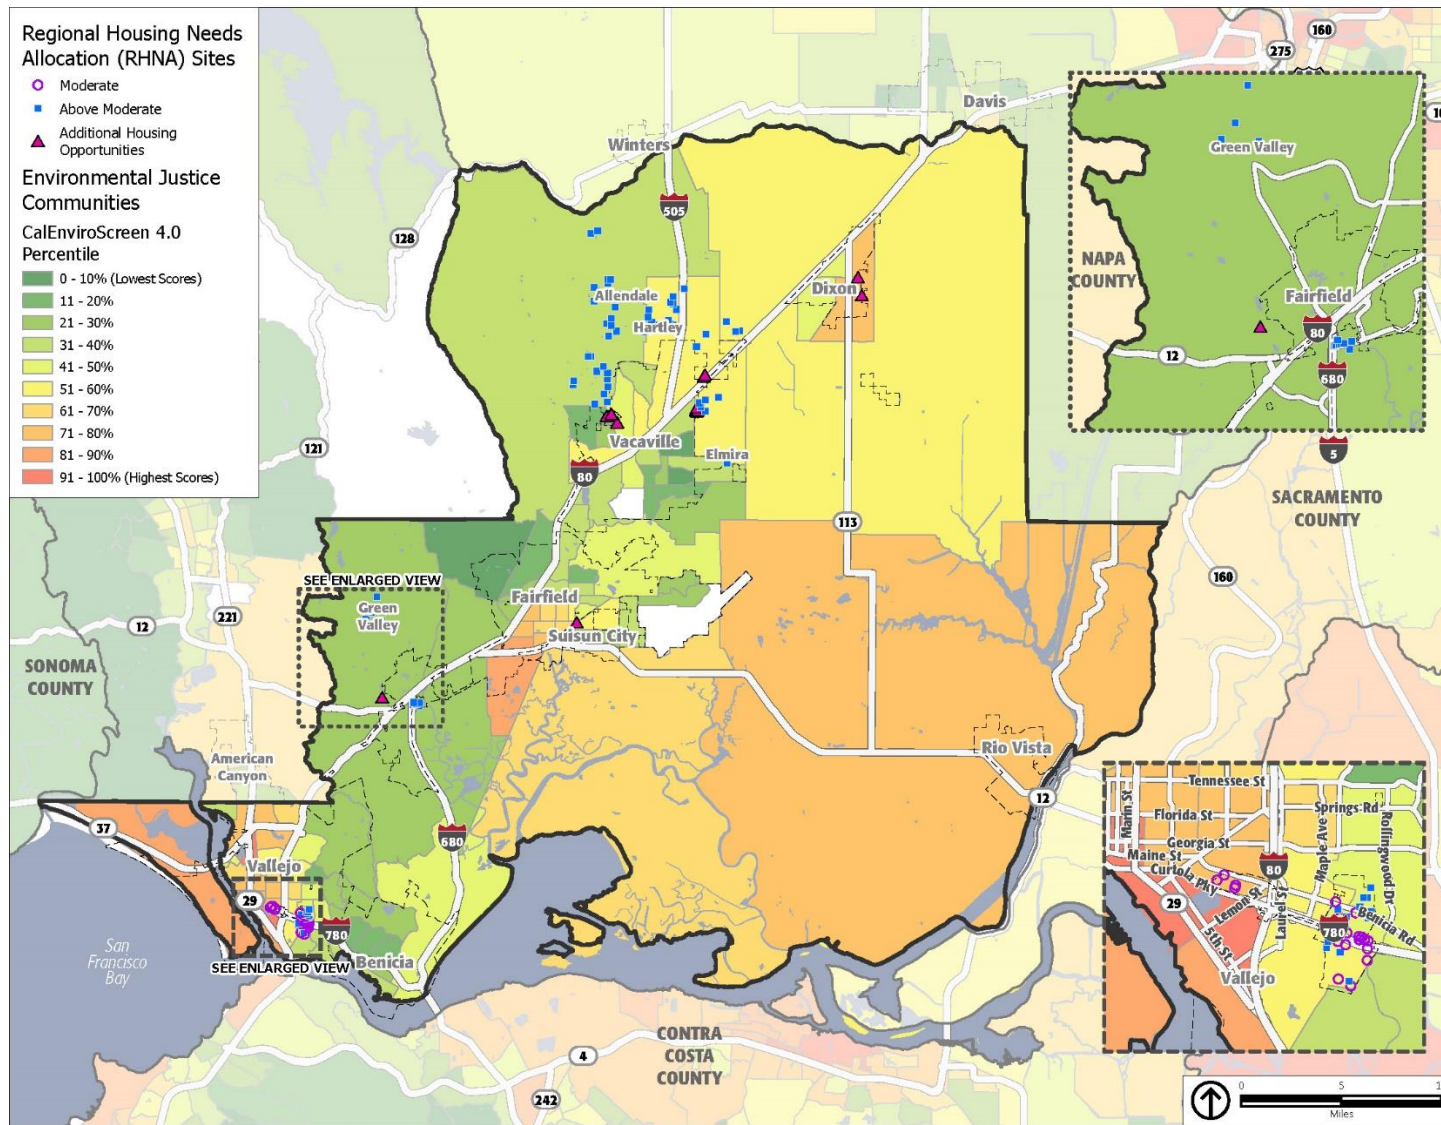 Regional Housing Needs
Allocation (RHNA) Sites
Moderate
Above Moderate
Additional Housing
Opportunities
Environmental Justice
Communities
CalEnviroScreen 4.0
Percentile
0 - 10% (Lowest Scores)
11 - 20%
21 - 30%
31 - 40%
41 - 50%
51 - 60%
61 - 70%
71 - 80%
81 - 90%
91 - 100% (Highest Scores)
160
275
Davis
Winters
505
128
Allendale
Hartley
Dixon
121
Vacaville
Elmira
80
113
SEE ENLARGED VIEW
Green
Valley
Fairfield
Suisun City
221
12
SONOMA
COUNTY
American
Canyon
Rio Vista
12
160
5
SACRAMENTO
COUNTY
37
Vallejo
680
29
780
SEE ENLARGED VIEW
Benicia
San
Francisco
Bay
CONTRA
COSTA
COUNTY
4
242
Green Valley
NAPA
COUNTY
Fairfield
80
12
680
Tennessee St
Marin St
Springs Rd
Florida St
Georgia St
Maple Ave
Rollingwood Dr
Maine St
Curtola Pkwy
80
29
Lemon St
Laurel St
Benicia Rd
780
5th St
Vallejo
0
5
Miles